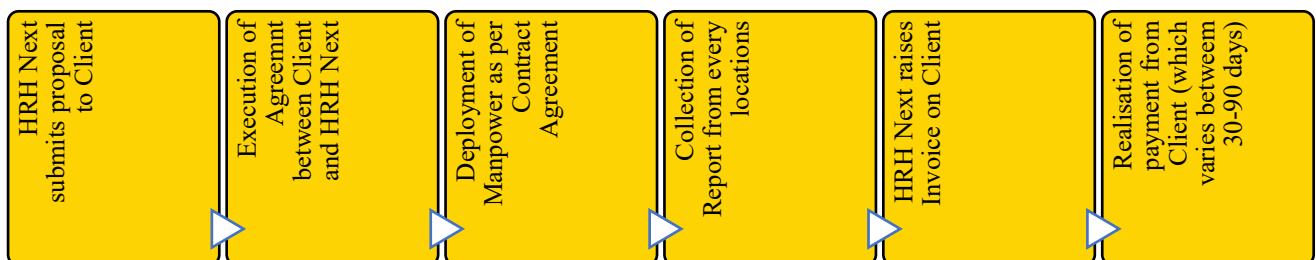 HRH Next
submits proposal
to Client
Execution of
Agreemnt
between Client
and HRH Next
Deployment of
Manpower as per
Contract
Agreement
Collection of
Report from every
locations
HRH Next raises
Invoice on Client
Realisation of
payment from
Client (which
varies betweem
30-90 days)